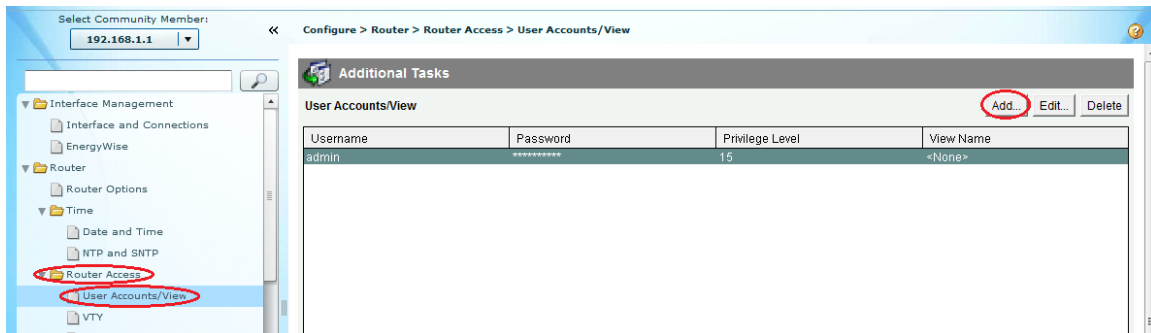 Select Community Member:
192.168.1.1
«
Configure > Router > Router Access > User Accounts/View
?
Additional Tasks
Interface Management
Interface and Connections
EnergyWise
Router
Router Options
Time
Date and Time
NTP and SNTP
Router Access
User Accounts/View
VTY
User Accounts/View
Add... Edit... Delete
Username Password Privilege Level View Name
admin ********** 15 <None>